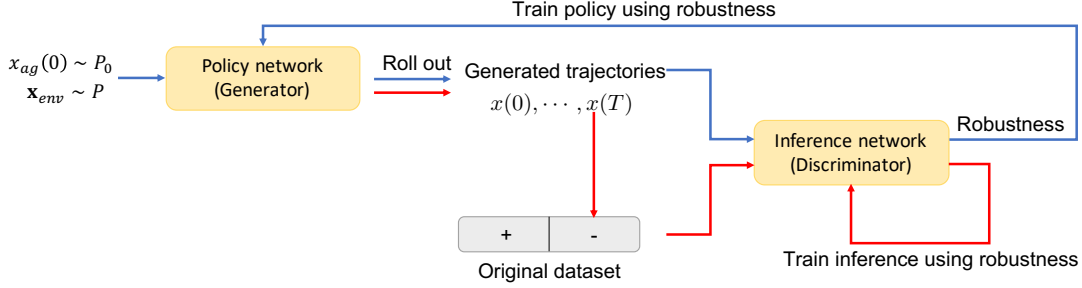 Train policy using robustness
x_ag(0) ~ P_0
x_env ~ P
Policy network
(Generator)
Roll out
Generated trajectories
x(0), ⋯ , x(T)
Robustness
Inference network
(Discriminator)
+ -
Original dataset
Train inference using robustness